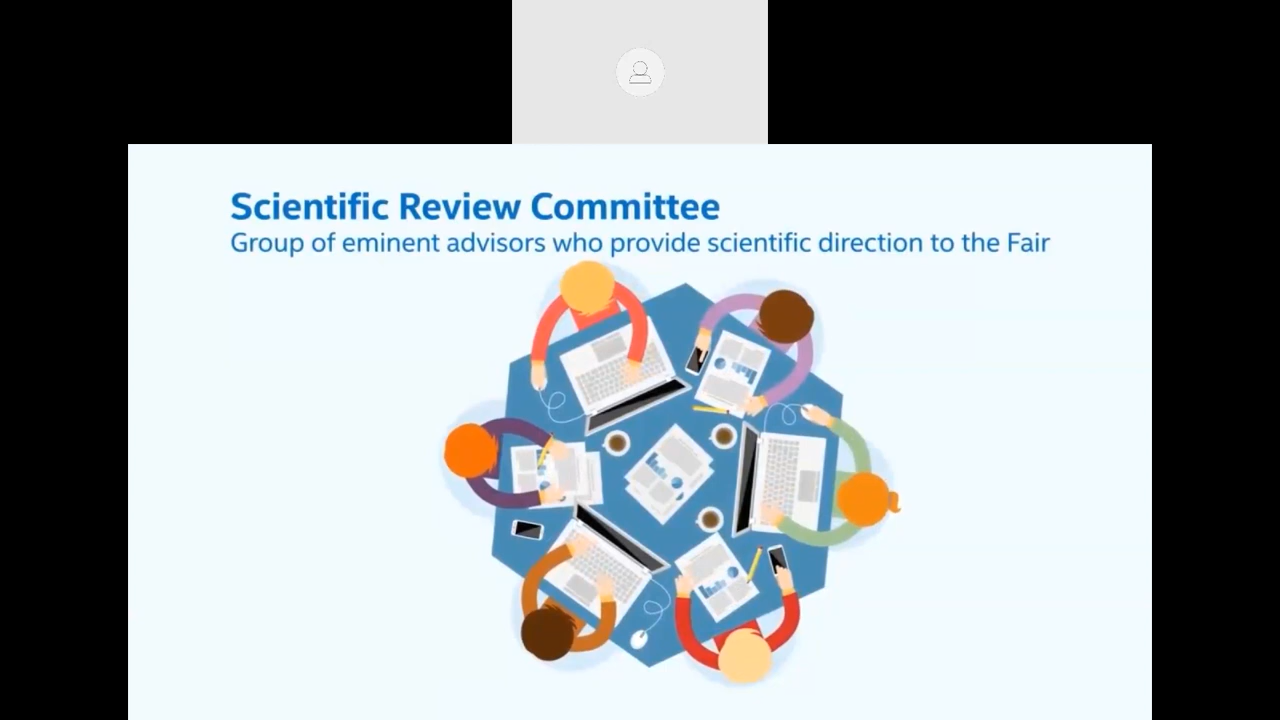 Scientific Review Committee
Group of eminent advisors who provide scientific direction to the Fair